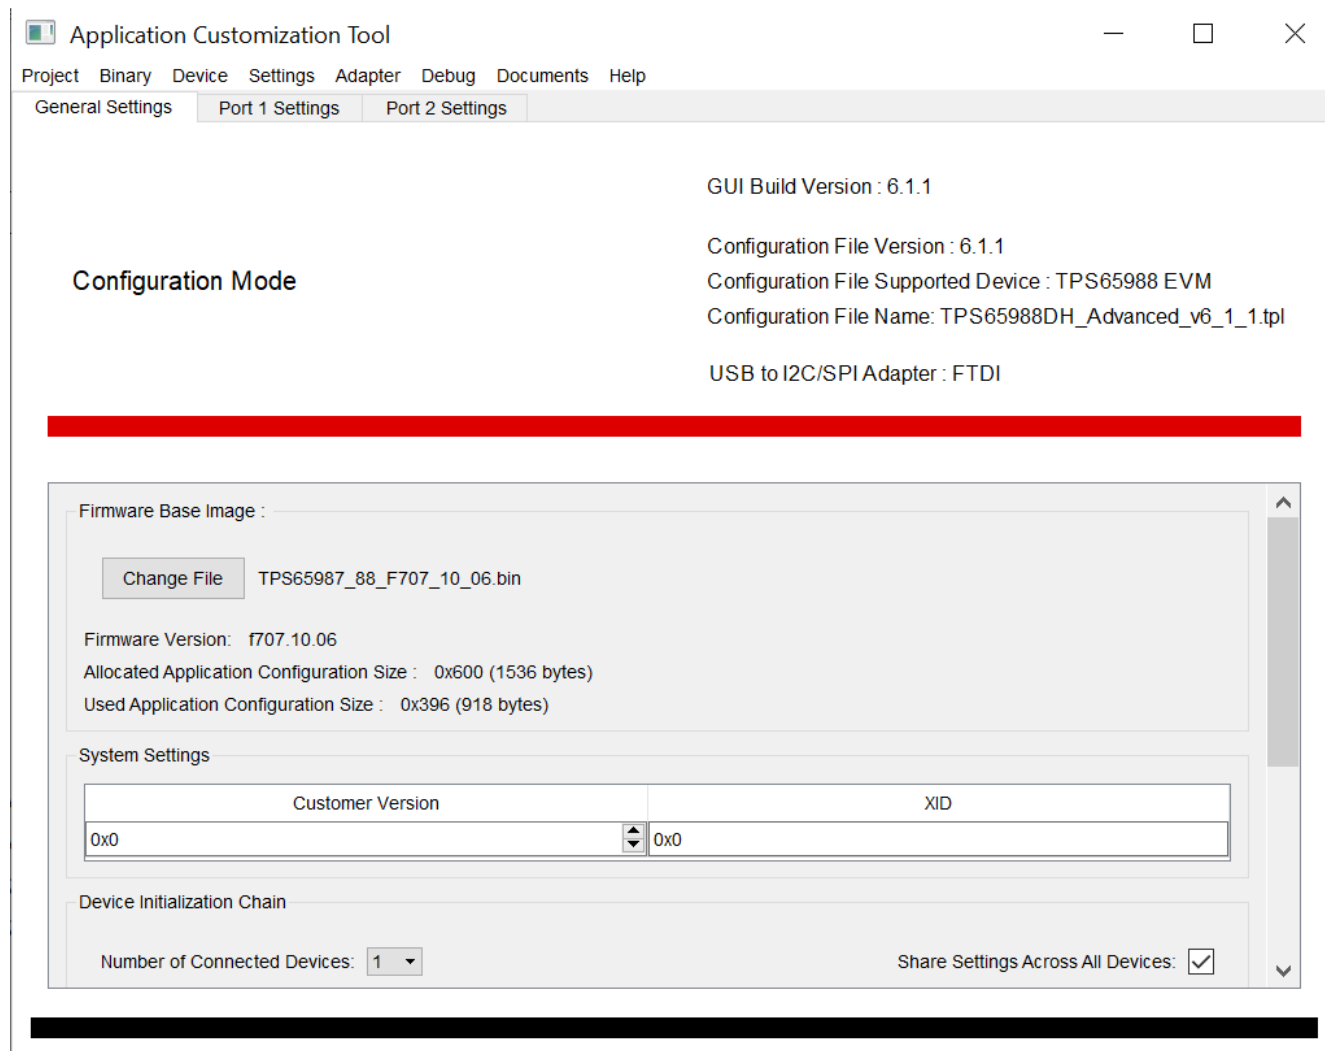 Application Customization Tool
Project Binary Device Settings Adapter Debug Documents Help
General Settings Port 1 Settings Port 2 Settings
GUI Build Version : 6.1.1
Configuration File Version : 6.1.1
Configuration Mode
Configuration File Supported Device : TPS65988 EVM
Configuration File Name: TPS65988DH_Advanced_v6_1_1.tpl
USB to I2C/SPI Adapter : FTDI
Firmware Base Image :
Change File TPS65987_88_F707_10_06.bin
Firmware Version: f707.10.06
Allocated Application Configuration Size : 0x600 (1536 bytes)
Used Application Configuration Size : 0x396 (918 bytes)
System Settings
Customer Version XID
0x0 0x0
Device Initialization Chain
Number of Connected Devices: 1 Share Settings Across All Devices: